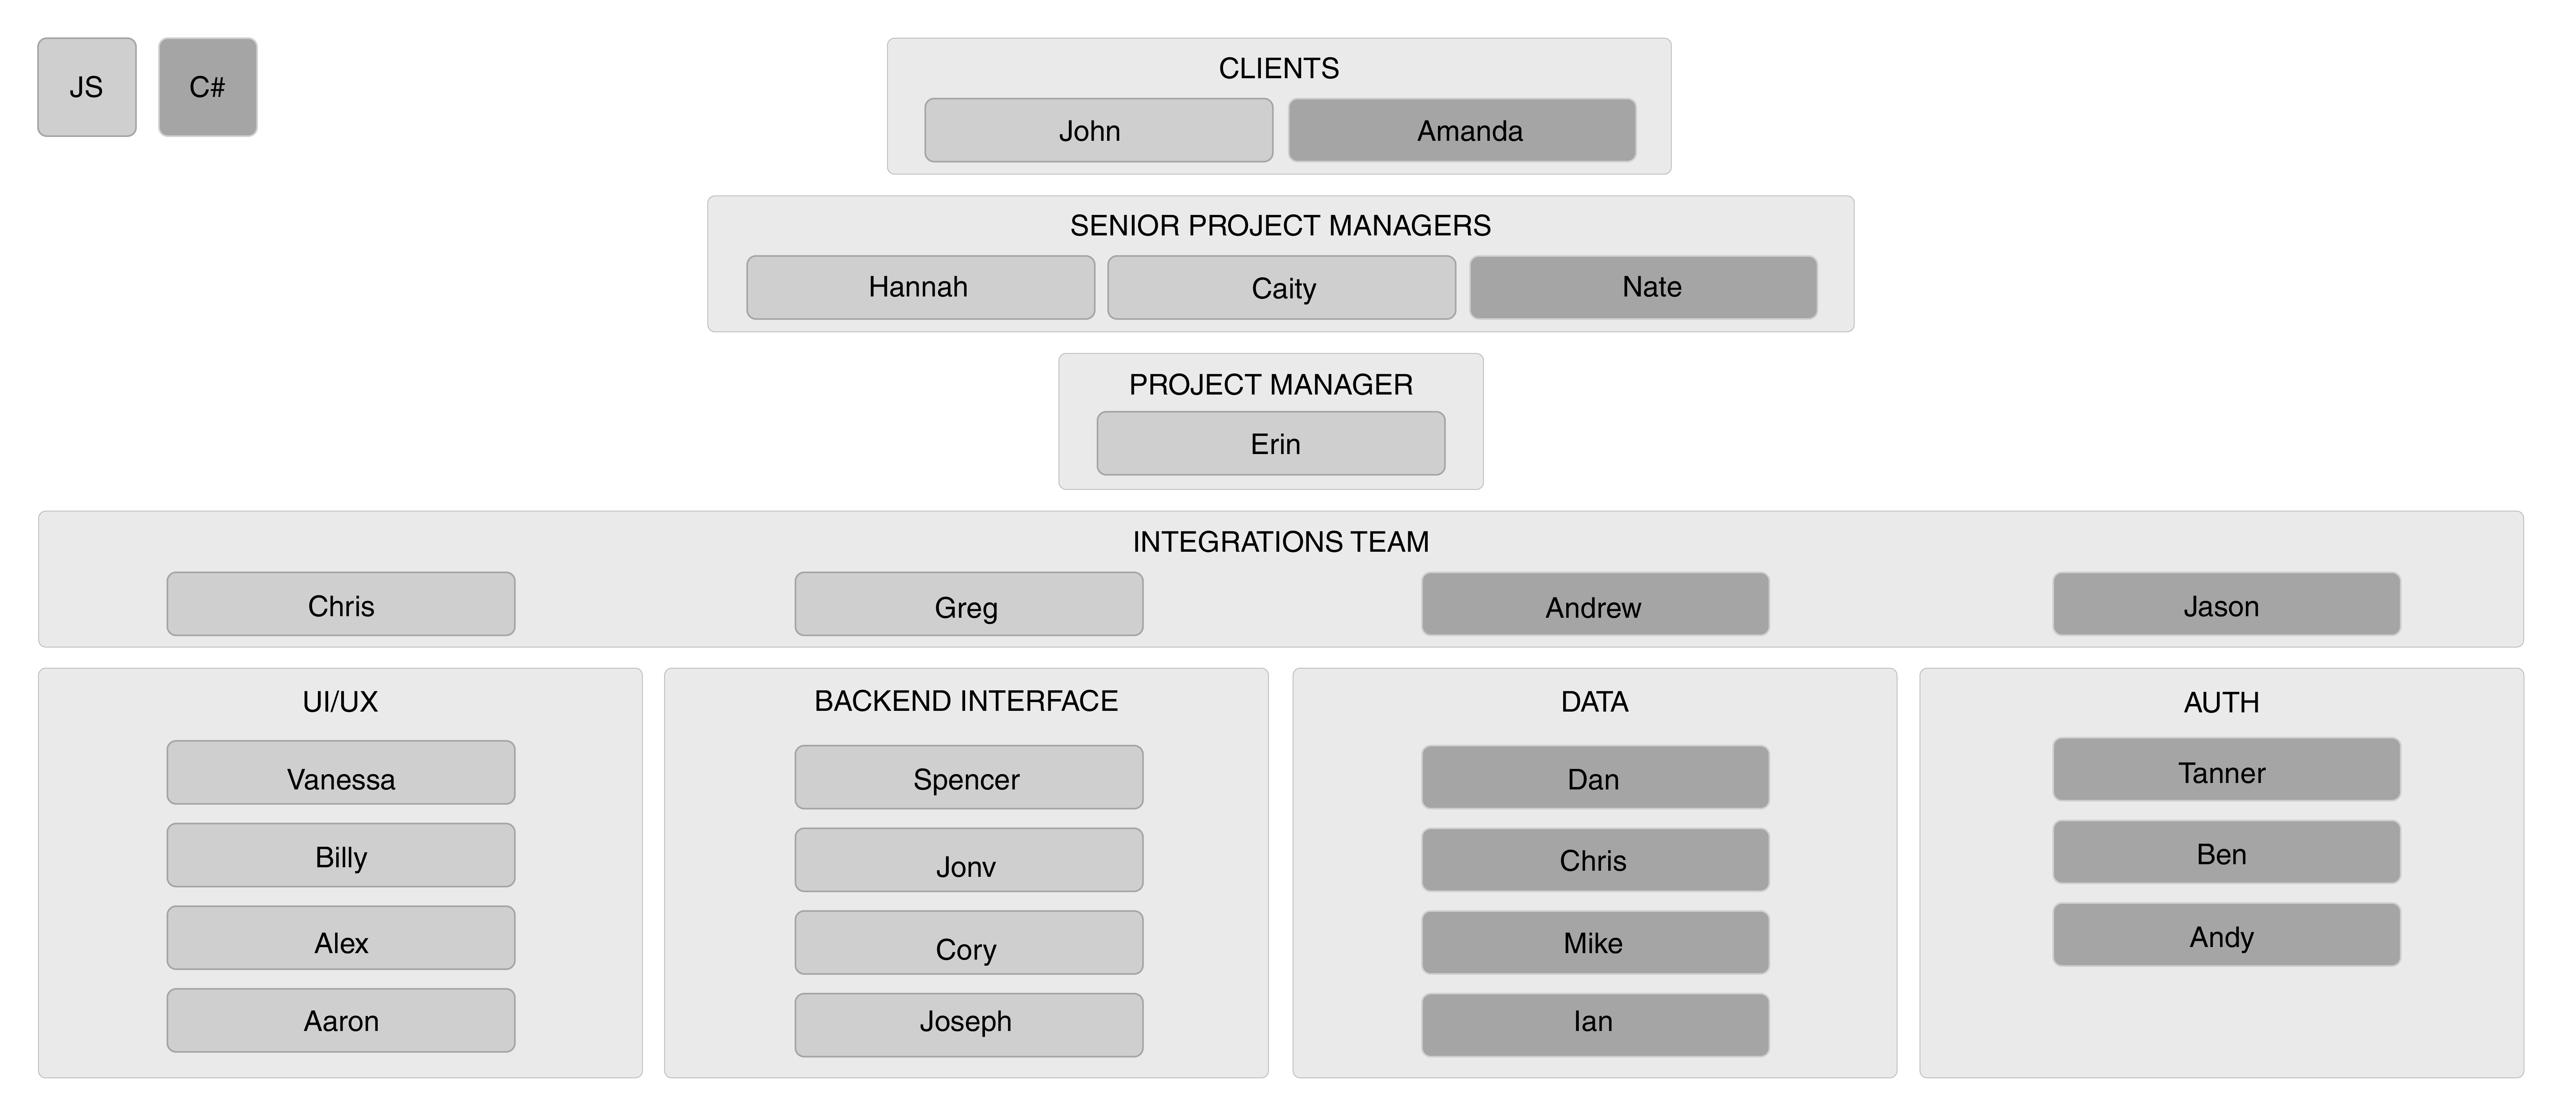 JS
C#
CLIENTS
John
Amanda
SENIOR PROJECT MANAGERS
Hannah
Caity
Nate
PROJECT MANAGER
Erin
INTEGRATIONS TEAM
Chris
Greg
Andrew
Jason
UI/UX
Vanessa
Billy
Alex
Aaron
BACKEND INTERFACE
Spencer
Jonv
Cory
Joseph
DATA
Dan
Chris
Mike
Ian
AUTH
Tanner
Ben
Andy